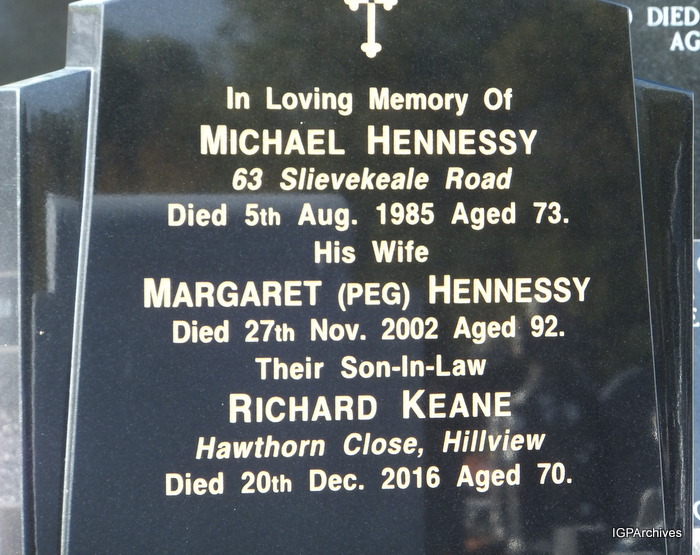 In Loving Memory Of
MICHAEL HENNESSY
63 Slievekeale Road
Died 5th Aug. 1985 Aged 73.
His Wife
MARGARET (PEG) HENNESSY
Died 27th Nov. 2002 Aged 92.
Their Son-In-Law
RICHARD KEANE
Hawthorn Close, Hillview
Died 20th Dec. 2016 Aged 70.
DIED
IGPArchives